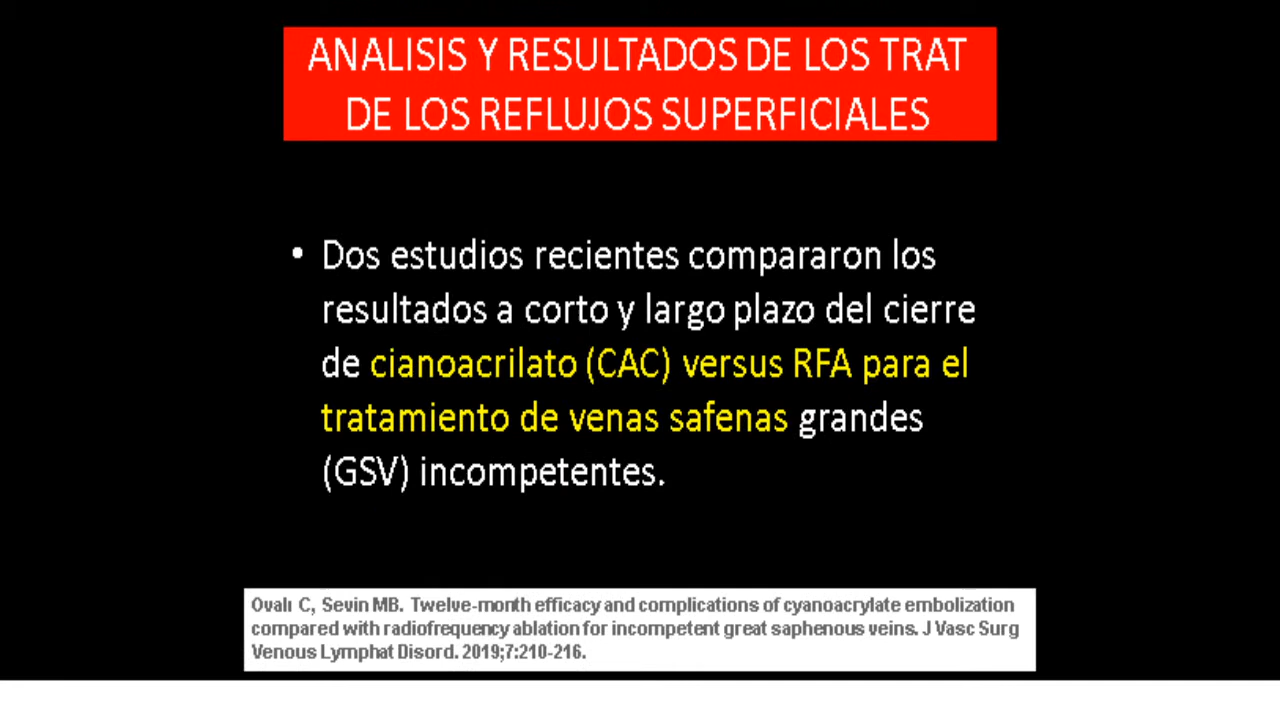 ANALISIS Y RESULTADOS DE LOS TRAT
DE LOS REFLUJOS SUPERFICIALES
• Dos estudios recientes compararon los
resultados a corto y largo plazo del cierre
de cianoacrilato (CAC) versus RFA para el
tratamiento de venas safenas grandes
(GSV) incompetentes.
Ovalı C, Sevin MB. Twelve-month efficacy and complications of cyanoacrylate embolization
compared with radiofrequency ablation for incompetent great saphenous veins. J Vasc Surg
Venous Lymphat Disord. 2019;7:210-216.